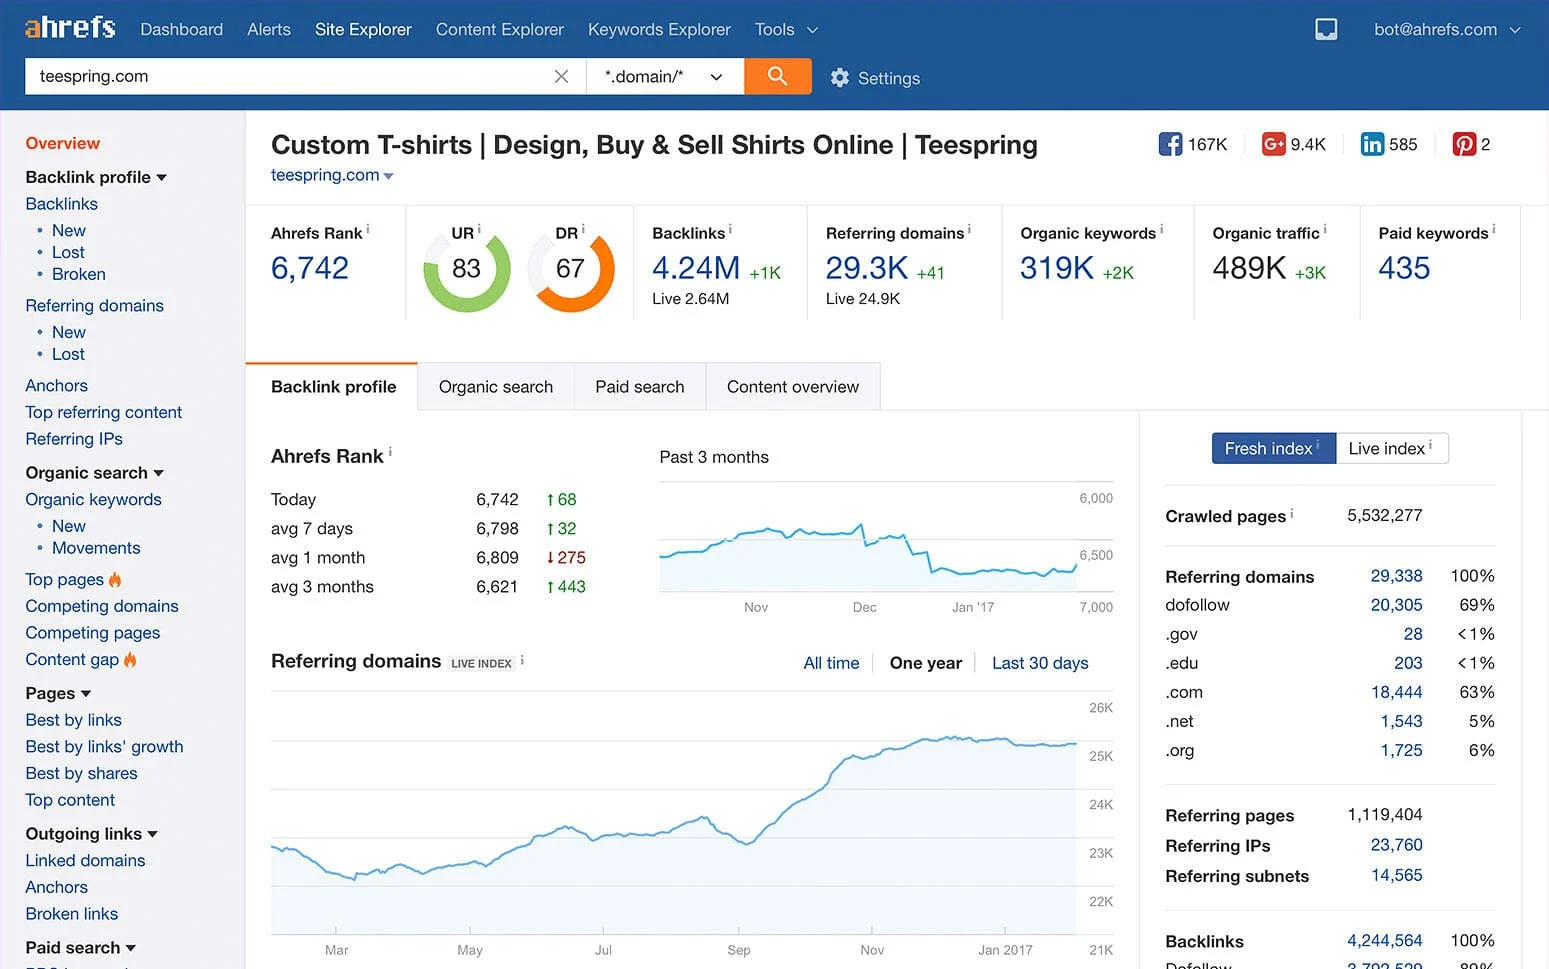 ahrefs Dashboard Alerts Site Explorer Content Explorer Keywords Explorer Tools bot@ahrefs.com
teespring.com *.domain/* Settings
Overview
Backlink profile
Backlinks
• New
• Lost
• Broken
Referring domains
• New
• Lost
Anchors
Top referring content
Referring IPs
Organic search
Organic keywords
• New
• Movements
Top pages
Competing domains
Competing pages
Content gap
Pages
Best by links
Best by links' growth
Best by shares
Top content
Outgoing links
Linked domains
Anchors
Broken links
Paid search
Custom T-shirts | Design, Buy & Sell Shirts Online | Teespring
teespring.com
167K 9.4K 585 2
Ahrefs Rank i
6,742
UR i
83
DR i
67
Backlinks i
4.24M +1K
Live 2.64M
Referring domains i
29.3K +41
Live 24.9K
Organic keywords i
319K +2K
Organic traffic i
489K +3K
Paid keywords i
435
Backlink profile Organic search Paid search Content overview
Ahrefs Rank i
Today 6,742 ↑68
avg 7 days 6,798 ↑32
avg 1 month 6,809 ↓275
avg 3 months 6,621 ↑443
Past 3 months
6,000
6,500
7,000
Nov Dec Jan '17
Referring domains LIVE INDEX i
All time One year Last 30 days
26K
25K
24K
23K
22K
21K
Mar May Jul Sep Nov Jan 2017
Fresh index i Live index i
Crawled pages i 5,532,277
Referring domains 29,338 100%
dofollow 20,305 69%
.gov 28 <1%
.edu 203 <1%
.com 18,444 63%
.net 1,543 5%
.org 1,725 6%
Referring pages 1,119,404
Referring IPs 23,760
Referring subnets 14,565
Backlinks 4,244,564 100%
Dofollow 3,792,529 89%